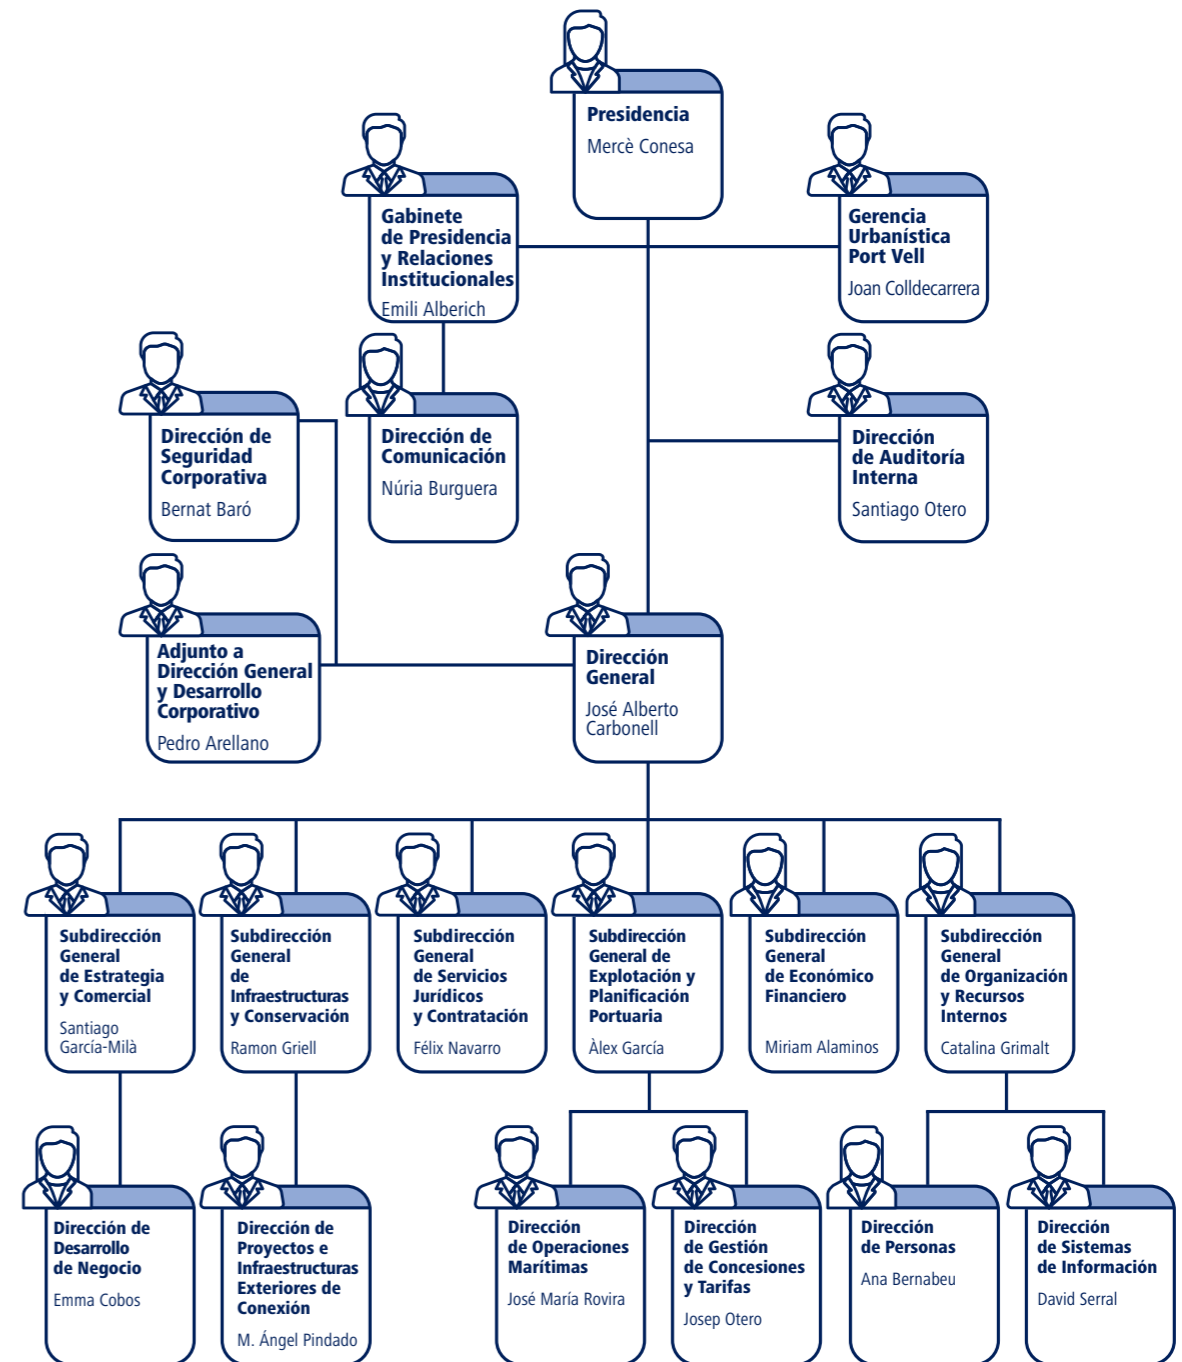 Presidencia
Mercè Conesa
Gabinete
de Presidencia
y Relaciones
Institucionales
Emili Alberich
Gerencia
Urbanística
Port Vell
Joan Colldecarrera
Dirección de
Seguridad
Corporativa
Bernat Baró
Dirección de
Comunicación
Núria Burguera
Dirección
de Auditoría
Interna
Santiago Otero
Adjunto a
Dirección General
y Desarrollo
Corporativo
Pedro Arellano
Dirección
General
José Alberto
Carbonell
Subdirección
General
de Estrategia
y Comercial
Santiago
García-Milà
Subdirección
General
de
Infraestructuras
y Conservación
Ramon Griell
Subdirección
General
de Servicios
Jurídicos
y Contratación
Félix Navarro
Subdirección
General de
Explotación y
Planificación
Portuaria
Àlex García
Subdirección
General
de Económico
Financiero
Miriam Alaminos
Subdirección
General
de Organización
y Recursos
Internos
Catalina Grimalt
Dirección de
Desarrollo
de Negocio
Emma Cobos
Dirección de
Proyectos e
Infraestructuras
Exteriores de
Conexión
M. Ángel Pindado
Dirección
de Operaciones
Marítimas
José María Rovira
Dirección
de Gestión
de Concesiones
y Tarifas
Josep Otero
Dirección
de Personas
Ana Bernabeu
Dirección
de Sistemas
de Información
David Serral